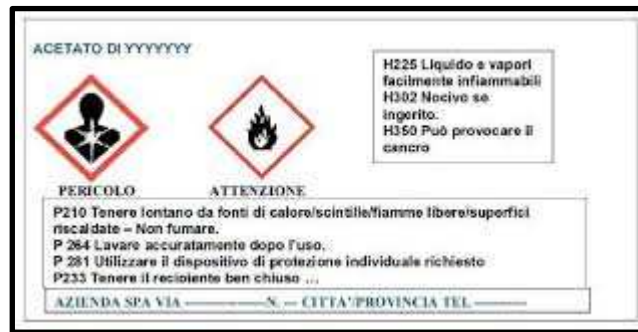 ACETATO DI YYYYYYY
H225 Liquido e vapori
facilmente infiammabili
H302 Nocivo se
ingerito.
H350 Può provocare il
cancro
PERICOLO
ATTENZIONE
P210 Tenere lontano da fonti di calore/scintille/fiamme libere/superfici
riscaldate – Non fumare.
P 264 Lavare accuratamente dopo l'uso.
P 281 Utilizzare il dispositivo di protezione individuale richiesto
P233 Tenere il recipiente ben chiuso ...
AZIENDA SPA VIA ----------------N. --- CITTA'/PROVINCIA TEL ----------